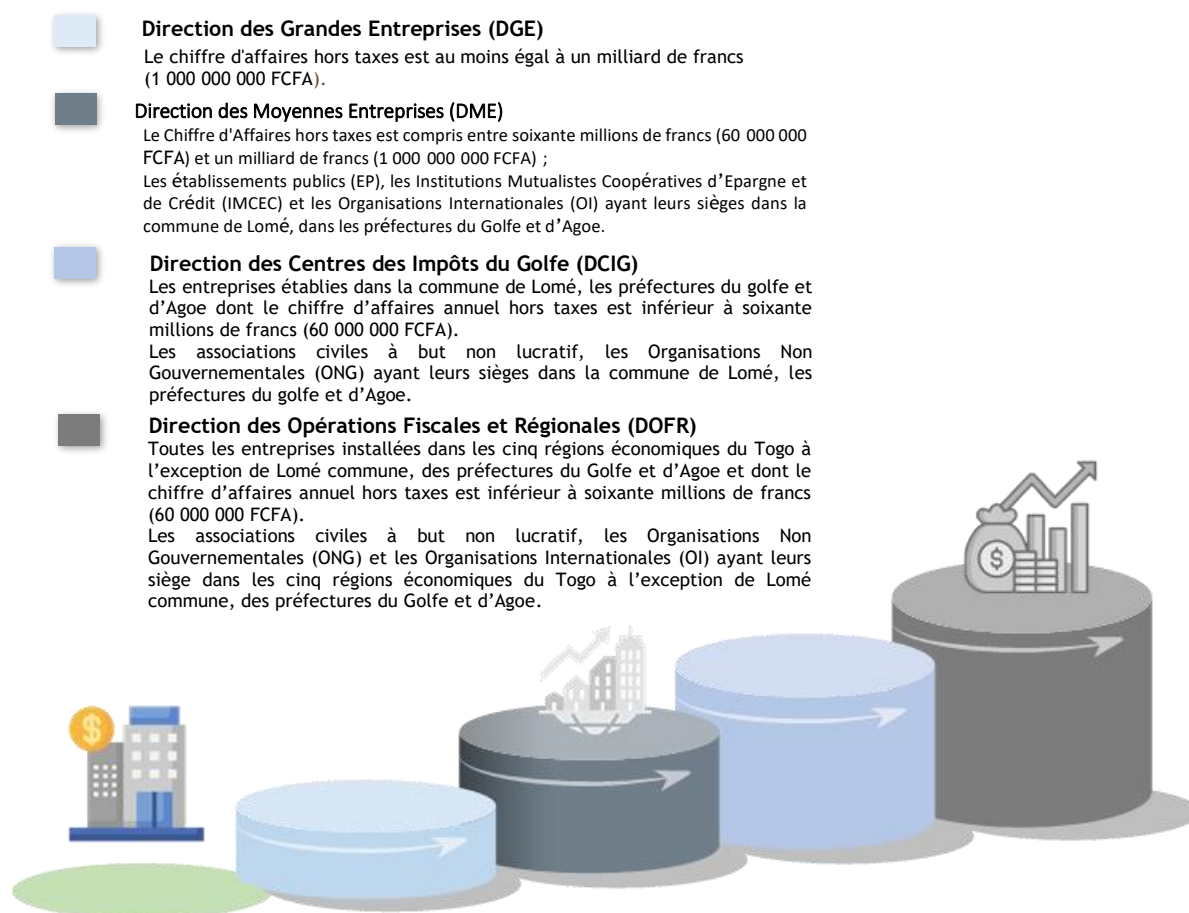 Direction des Grandes Entreprises (DGE)
Le chiffre d'affaires hors taxes est au moins égal à un milliard de francs
(1 000 000 000 FCFA).
Direction des Moyennes Entreprises (DME)
Le Chiffre d'Affaires hors taxes est compris entre soixante millions de francs (60 000 000
FCFA) et un milliard de francs (1 000 000 000 FCFA) ;
Les établissements publics (EP), les Institutions Mutualistes Coopératives d'Epargne et
de Crédit (IMCEC) et les Organisations Internationales (OI) ayant leurs sièges dans la
commune de Lomé, dans les préfectures du Golfe et d'Agoe.
Direction des Centres des Impôts du Golfe (DCIG)
Les entreprises établies dans la commune de Lomé, les préfectures du golfe et
d'Agoe dont le chiffre d'affaires annuel hors taxes est inférieur à soixante
millions de francs (60 000 000 FCFA).
Les associations civiles à but non lucratif, les Organisations Non
Gouvernementales (ONG) ayant leurs sièges dans la commune de Lomé, les
préfectures du golfe et d'Agoe.
Direction des Opérations Fiscales et Régionales (DOFR)
Toutes les entreprises installées dans les cinq régions économiques du Togo à
l'exception de Lomé commune, des préfectures du Golfe et d'Agoe et dont le
chiffre d'affaires annuel hors taxes est inférieur à soixante millions de francs
(60 000 000 FCFA).
Les associations civiles à but non lucratif, les Organisations Non
Gouvernementales (ONG) et les Organisations Internationales (OI) ayant leurs
siège dans les cinq régions économiques du Togo à l'exception de Lomé
commune, des préfectures du Golfe et d'Agoe.
$
$